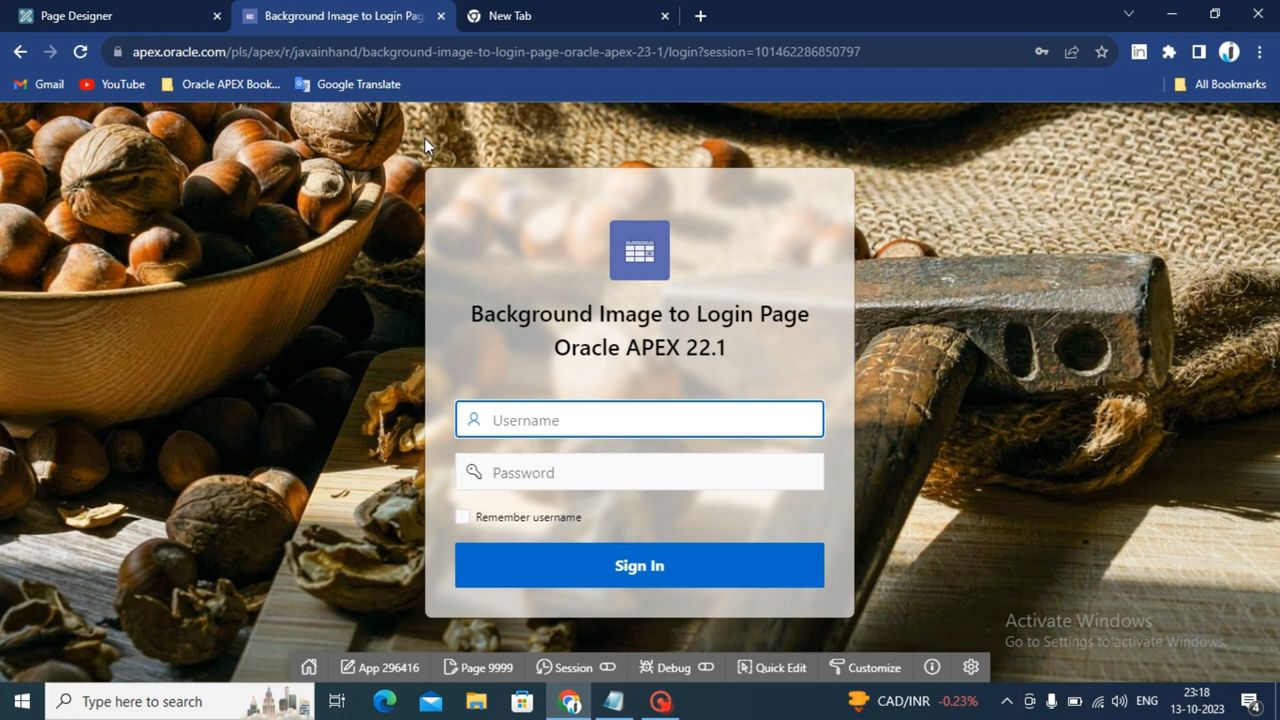 Page Designer
Background Image to Login Pag
New Tab
apex.oracle.com/pls/apex/r/javainhand/background-image-to-login-page-oracle-apex-23-1/login?session=101462286850797
Gmail
YouTube
Oracle APEX Book...
Google Translate
All Bookmarks
Background Image to Login Page
Oracle APEX 22.1
Username
Password
Remember username
Sign In
Activate Windows
Go to Settings to activate Windows.
App 296416
Page 9999
Session
Debug
Quick Edit
Customize
Type here to search
CAD/INR -0.23%
ENG
23:18
13-10-2023
4